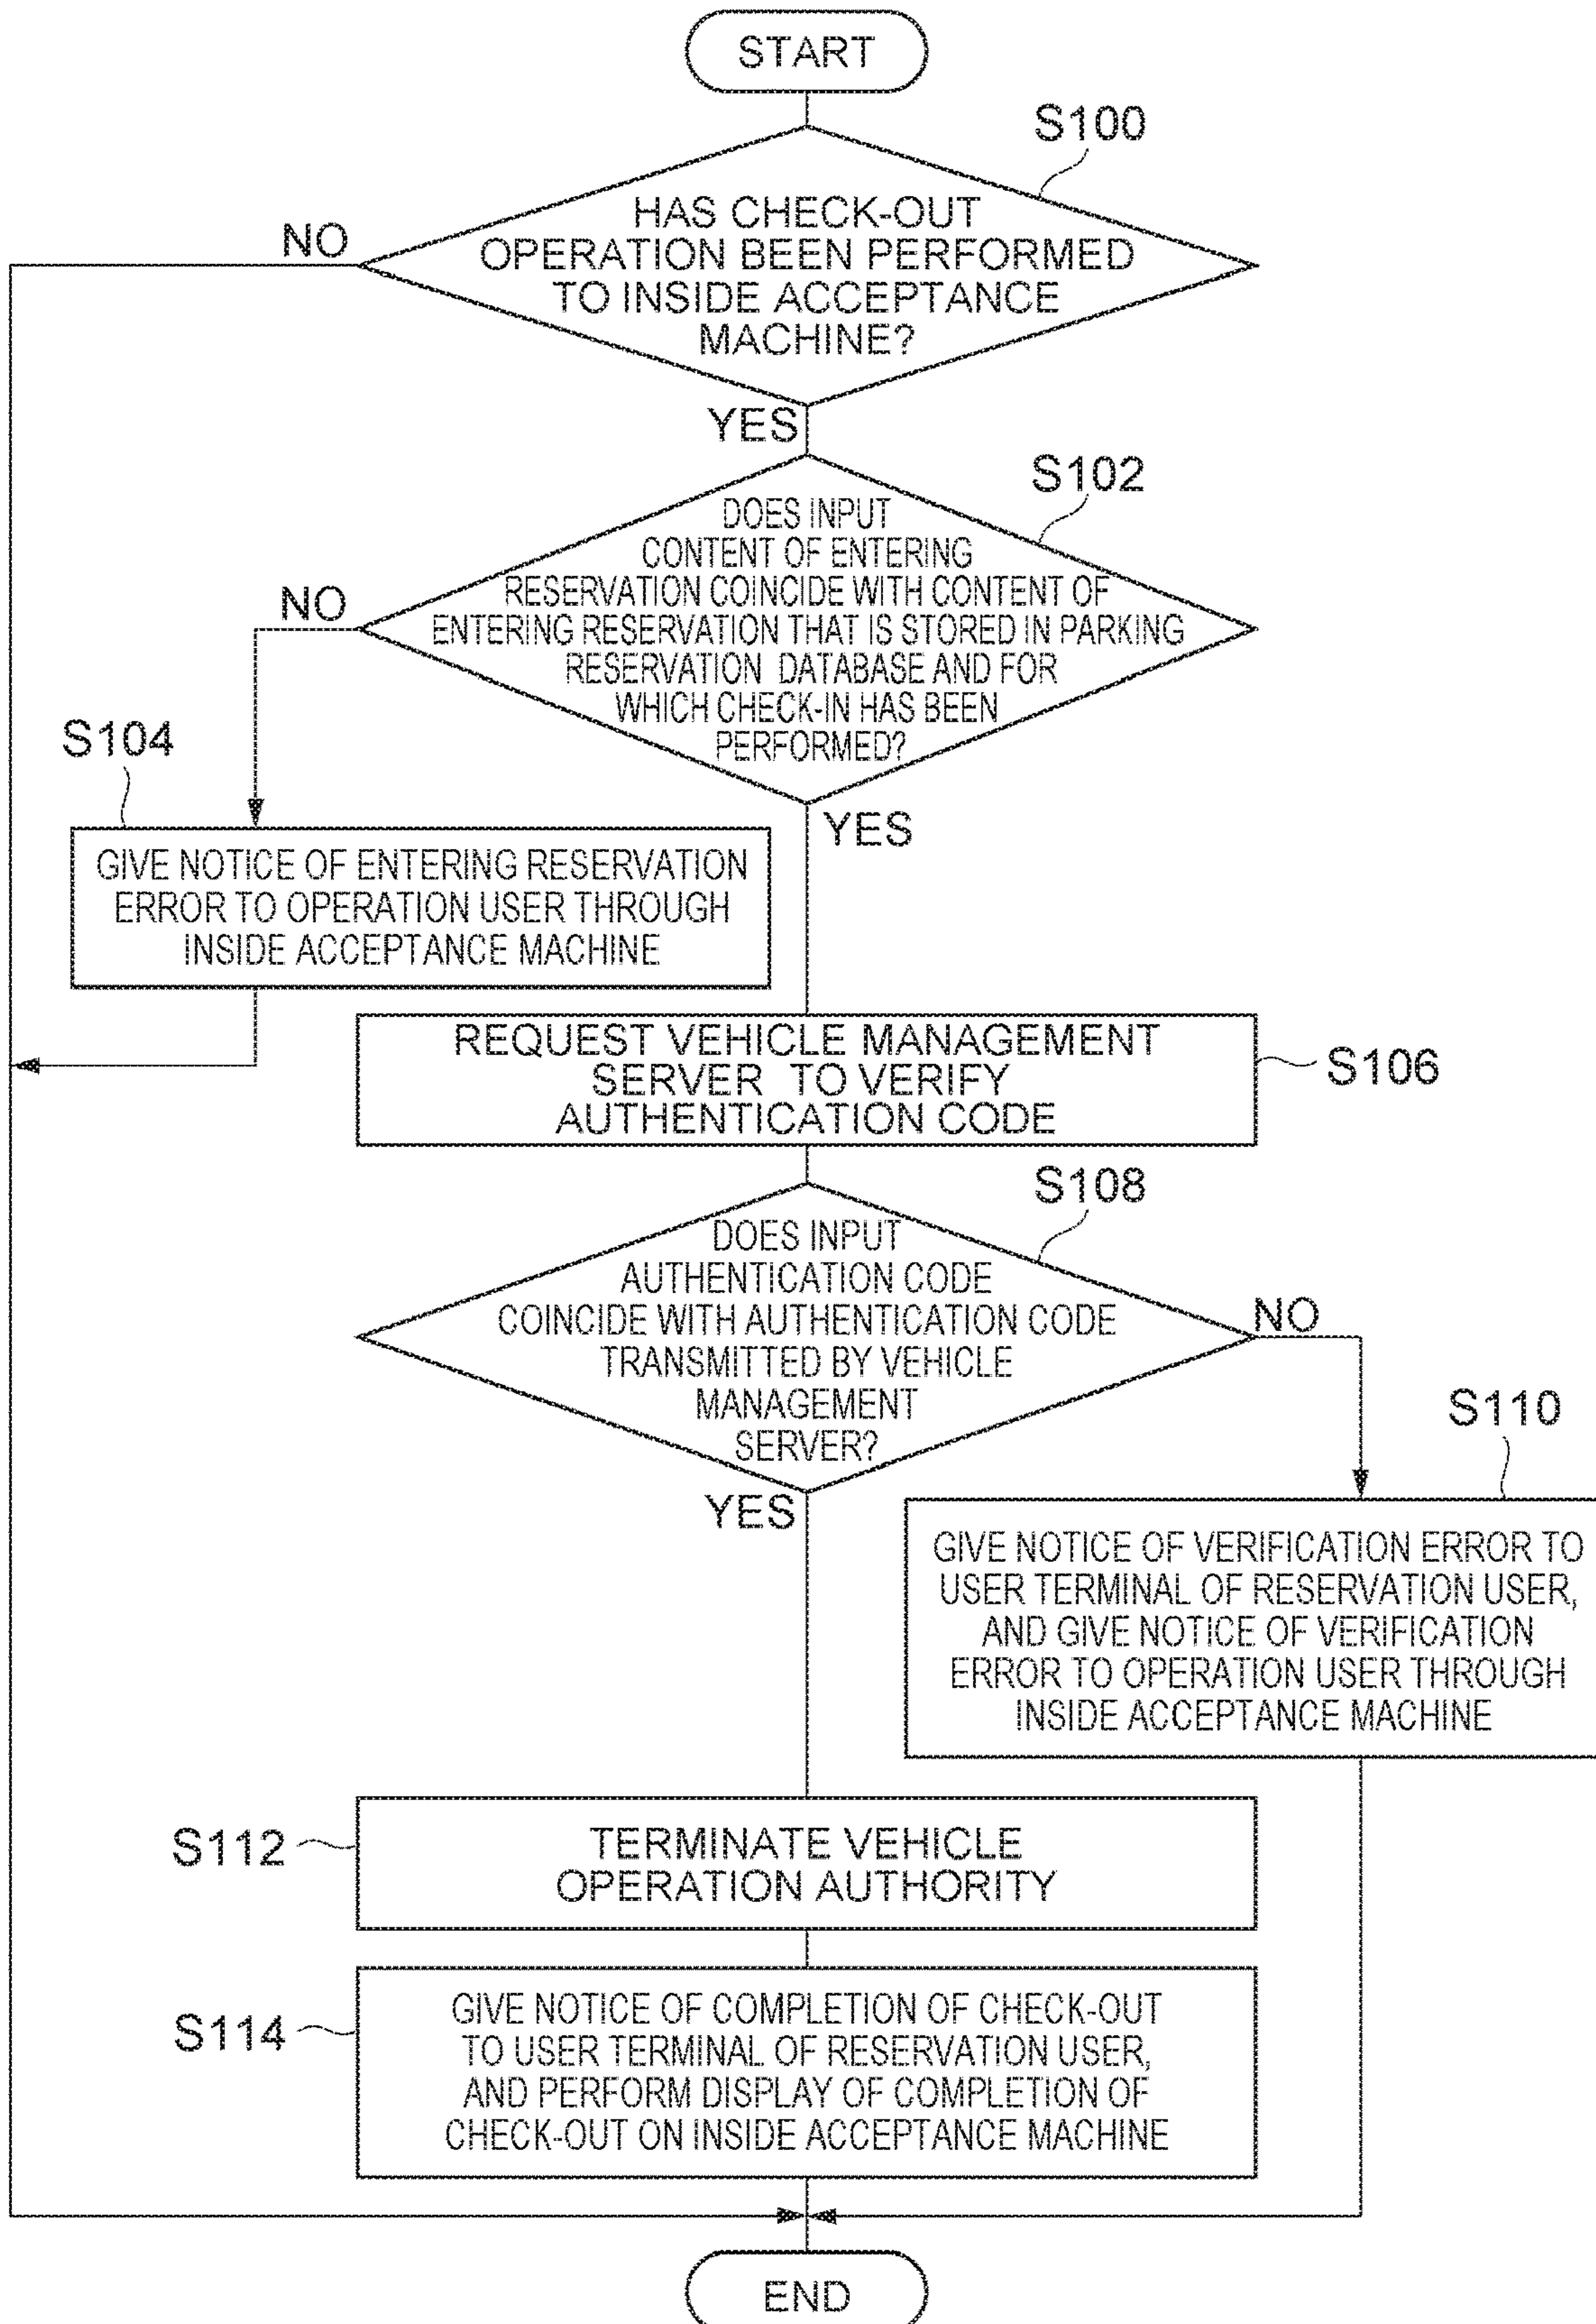 START
S100
HAS CHECK-OUT
OPERATION BEEN PERFORMED
TO INSIDE ACCEPTANCE
MACHINE?
NO
YES
S102
DOES INPUT
CONTENT OF ENTERING
RESERVATION COINCIDE WITH CONTENT OF
ENTERING RESERVATION THAT IS STORED IN PARKING
RESERVATION DATABASE AND FOR
WHICH CHECK-IN HAS BEEN
PERFORMED?
NO
YES
S104
GIVE NOTICE OF ENTERING RESERVATION
ERROR TO OPERATION USER THROUGH
INSIDE ACCEPTANCE MACHINE
REQUEST VEHICLE MANAGEMENT
SERVER TO VERIFY
AUTHENTICATION CODE
S106
S108
DOES INPUT
AUTHENTICATION CODE
COINCIDE WITH AUTHENTICATION CODE
TRANSMITTED BY VEHICLE
MANAGEMENT
SERVER?
NO
YES
S110
GIVE NOTICE OF VERIFICATION ERROR TO
USER TERMINAL OF RESERVATION USER,
AND GIVE NOTICE OF VERIFICATION
ERROR TO OPERATION USER THROUGH
INSIDE ACCEPTANCE MACHINE
S112
TERMINATE VEHICLE
OPERATION AUTHORITY
S114
GIVE NOTICE OF COMPLETION OF CHECK-OUT
TO USER TERMINAL OF RESERVATION USER,
AND PERFORM DISPLAY OF COMPLETION OF
CHECK-OUT ON INSIDE ACCEPTANCE MACHINE
END